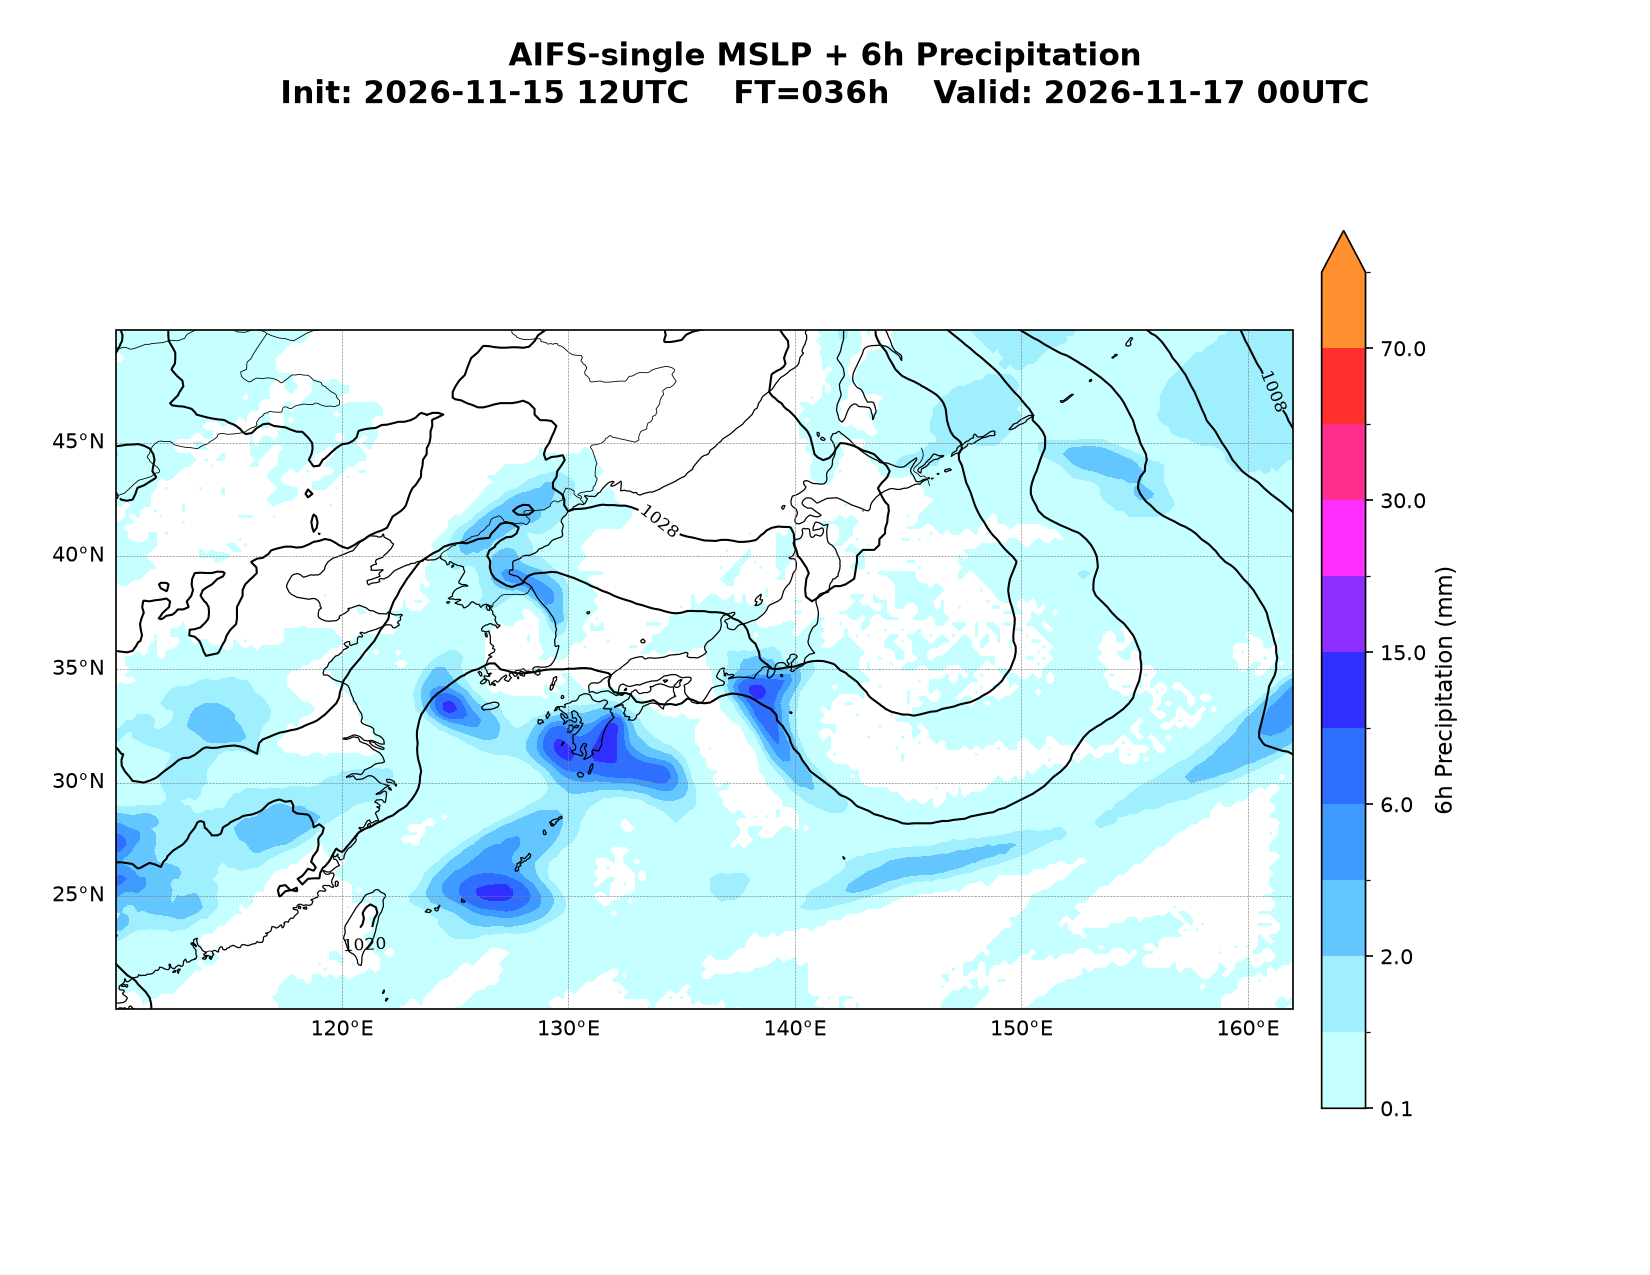 AIFS-single MSLP + 6h Precipitation
Init: 2026-11-15 12UTC    FT=036h    Valid: 2026-11-17 00UTC
70.0
1008
45°N
30.0
1028
40°N
15.0
35°N
6h Precipitation (mm)
6.0
30°N
25°N
2.0
1020
120°E
130°E
140°E
150°E
160°E
0.1